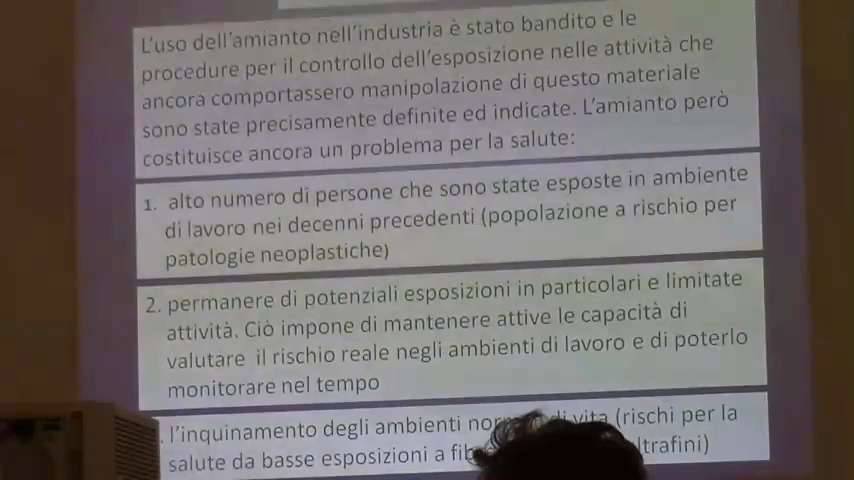 L'uso dell'amianto nell'industria è stato bandito e le
procedure per il controllo dell'esposizione nelle attività che
ancora comportassero manipolazione di questo materiale
sono state precisamente definite ed indicate. L'amianto però
costituisce ancora un problema per la salute:
1. alto numero di persone che sono state esposte in ambiente
di lavoro nei decenni precedenti (popolazione a rischio per
patologie neoplastiche)
2. permanere di potenziali esposizioni in particolari e limitate
attività. Ciò impone di mantenere attive le capacità di
valutare il rischio reale negli ambienti di lavoro e di poterlo
monitorare nel tempo
l'inquinamento degli ambienti di vita (rischi per la
salute da basse esposizioni a